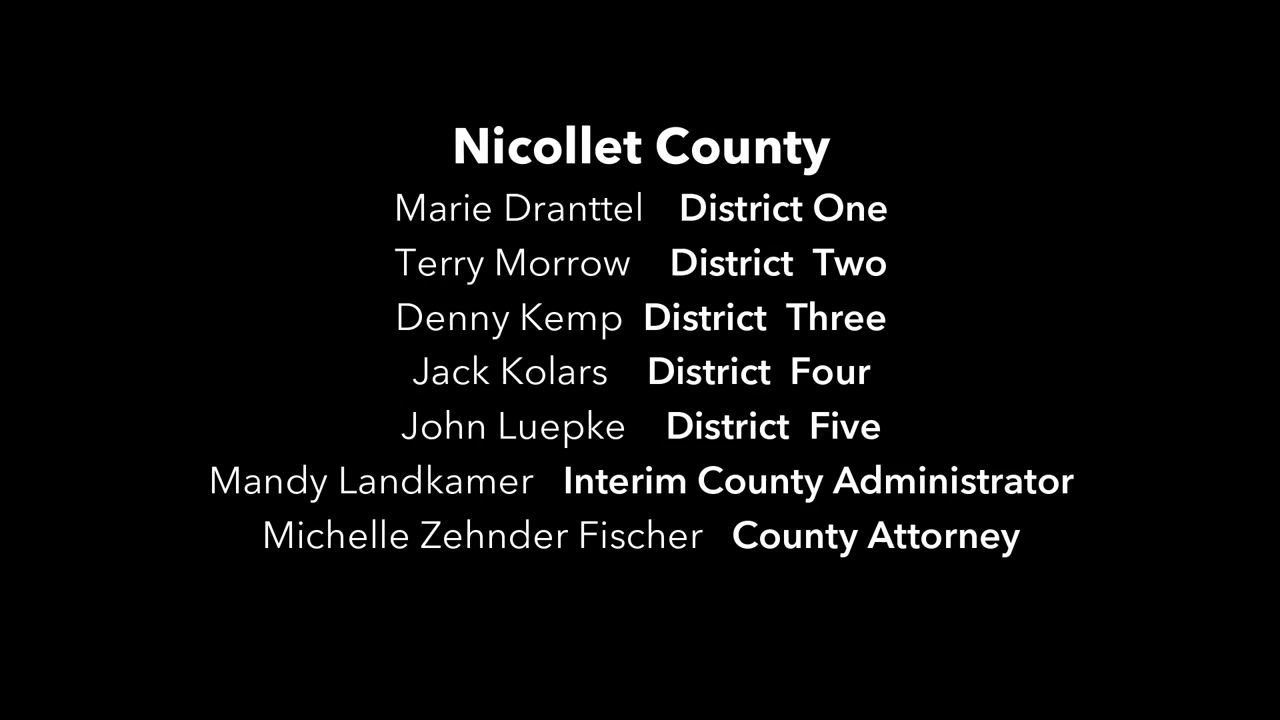 Nicollet County
Marie Dranttel District One
Terry Morrow District Two
Denny Kemp District Three
Jack Kolars District Four
John Luepke District Five
Mandy Landkamer Interim County Administrator
Michelle Zehnder Fischer County Attorney